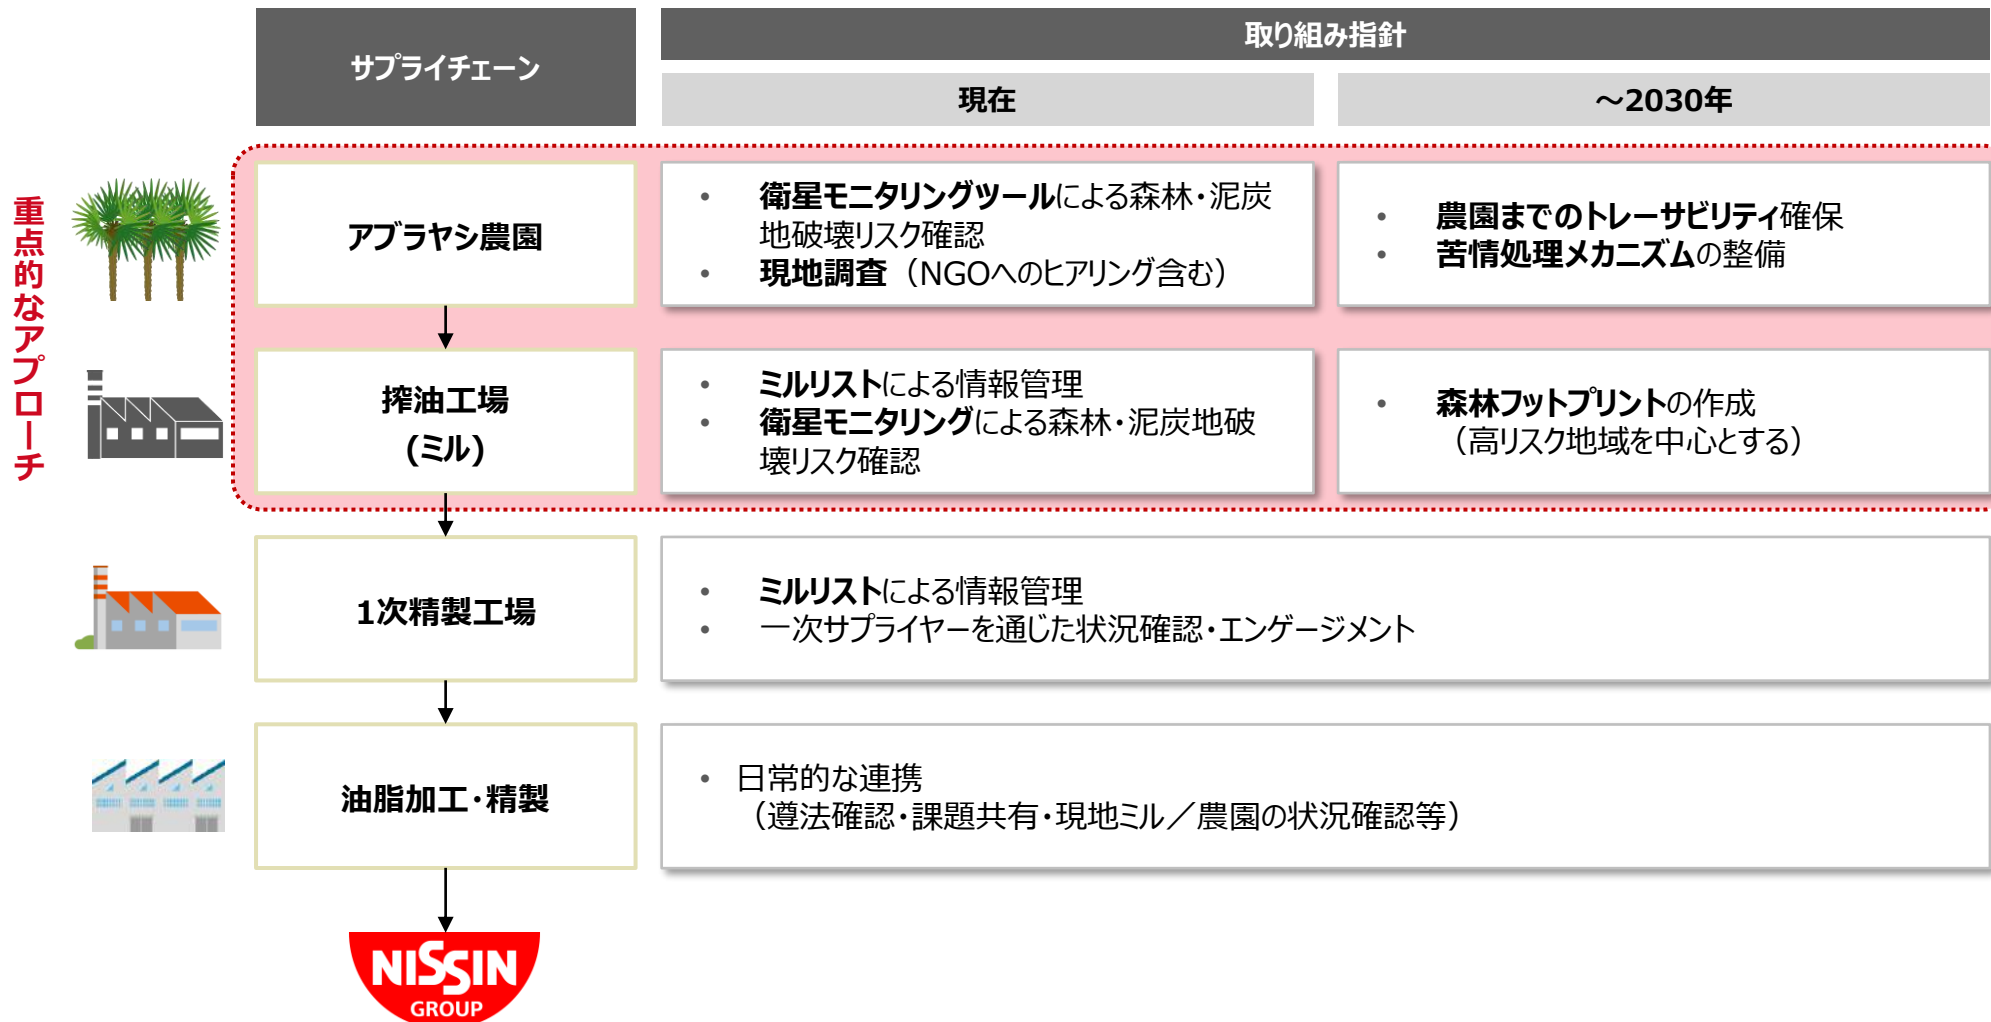 サプライチェーン
取り組み指針
現在
～2030年
重点的なアプローチ
アブラヤシ農園
• 衛星モニタリングツールによる森林・泥炭
地破壊リスク確認
• 現地調査（NGOへのヒアリング含む）
• 農園までのトレーサビリティ確保
• 苦情処理メカニズムの整備
搾油工場
(ミル)
• ミルリストによる情報管理
• 衛星モニタリングによる森林・泥炭地破
壊リスク確認
• 森林フットプリントの作成
（高リスク地域を中心とする）
1次精製工場
• ミルリストによる情報管理
• 一次サプライヤーを通じた状況確認・エンゲージメント
油脂加工・精製
• 日常的な連携
（遵法確認・課題共有・現地ミル／農園の状況確認等）
NISSIN
GROUP